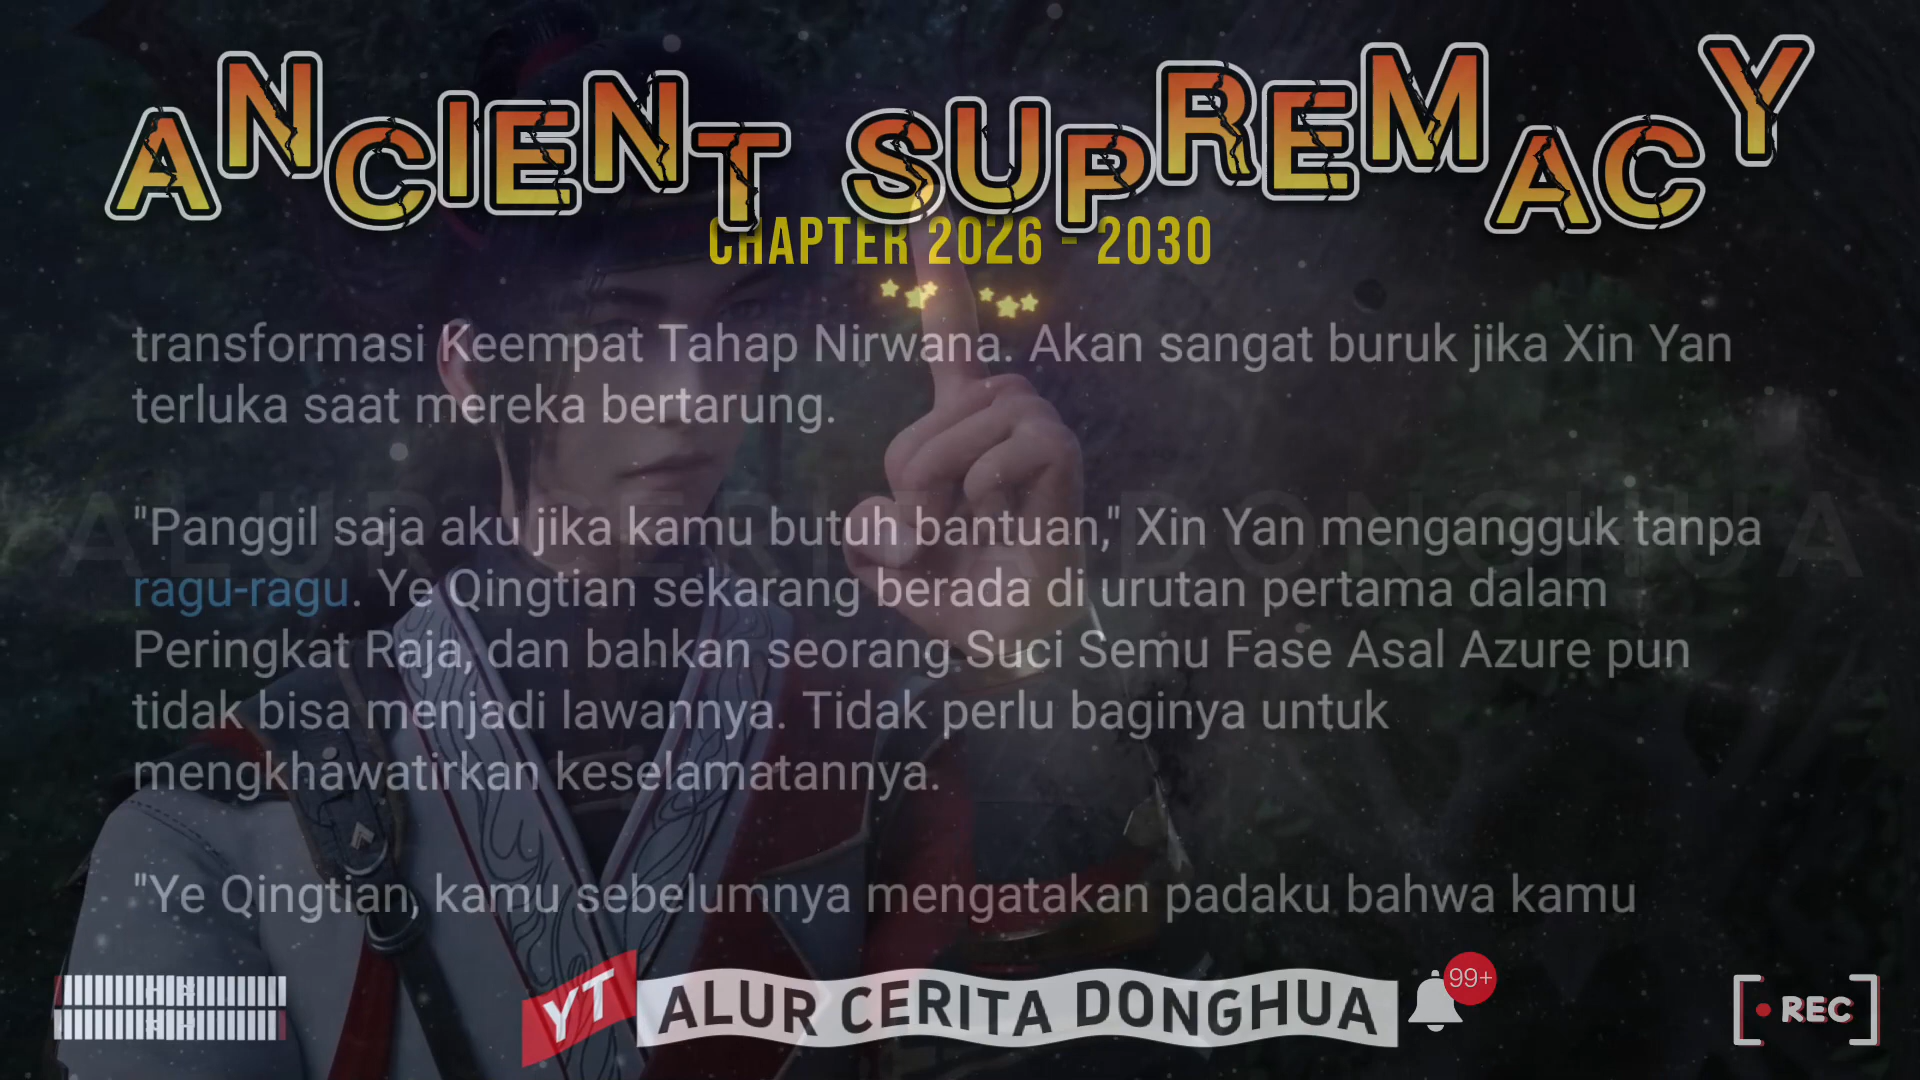 ANCIENT SUPREMACY
CHAPTER 2026 - 2030
transformasi Keempat Tahap Nirwana. Akan sangat buruk jika Xin Yan
terluka saat mereka bertarung.
"Panggil saja aku jika kamu butuh bantuan," Xin Yan mengangguk tanpa
ragu-ragu. Ye Qingtian sekarang berada di urutan pertama dalam
Peringkat Raja, dan bahkan seorang Suci Semu Fase Asal Azure pun
tidak bisa menjadi lawannya. Tidak perlu baginya untuk
mengkhawatirkan keselamatannya.
"Ye Qingtian, kamu sebelumnya mengatakan padaku bahwa kamu
ALUR CERITA DONGHUA
YT ALUR CERITA DONGHUA 99+
REC